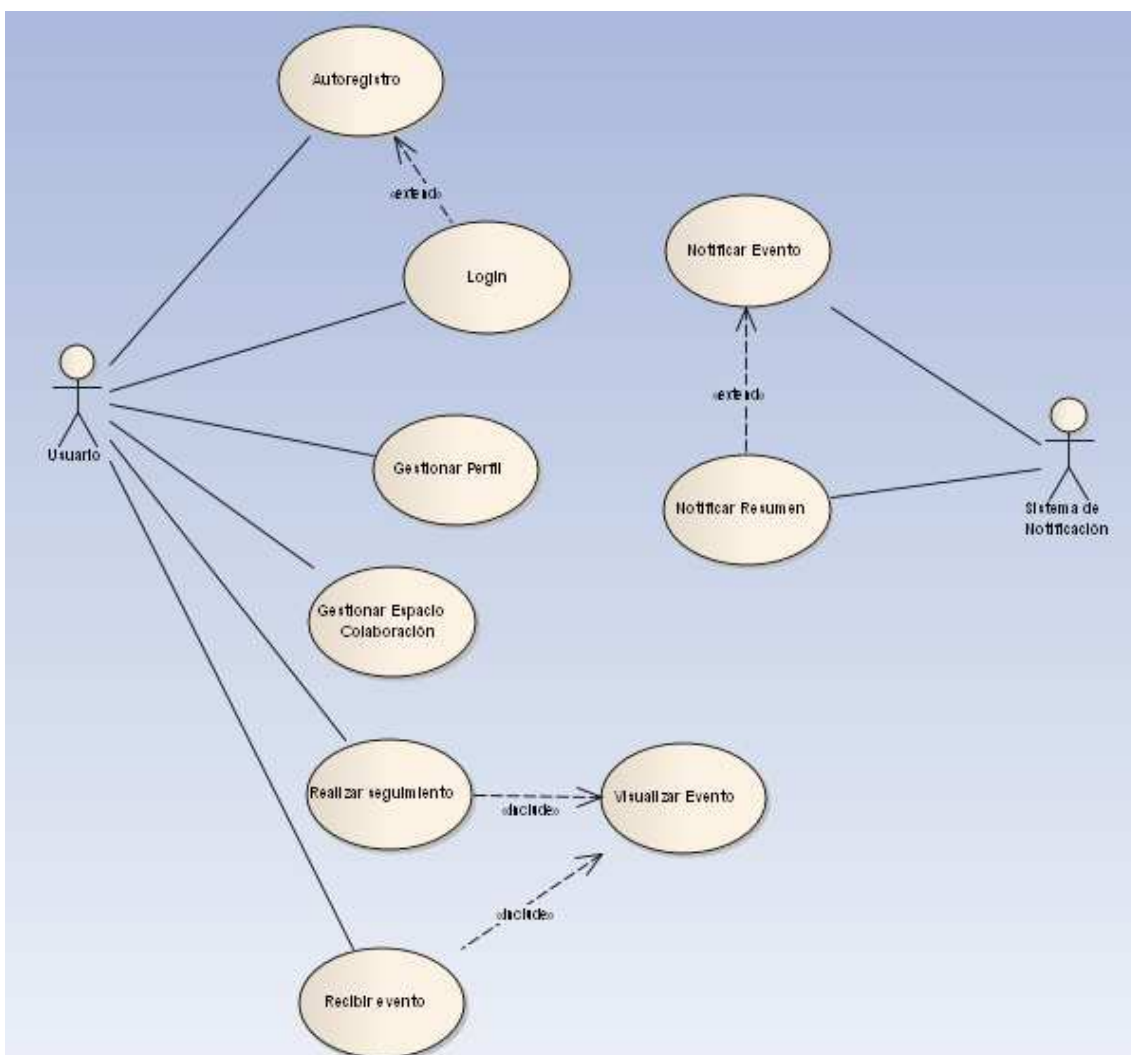 Autoregistro
«extend»
Login
Notificar Evento
«extend»
Usuario
Gestionar Perfil
Notificar Resumen
Sistema de
Notificación
Gestionar Espacio
Colaboración
Realizar seguimiento
«include»
Visualizar Evento
«include»
Recibir evento